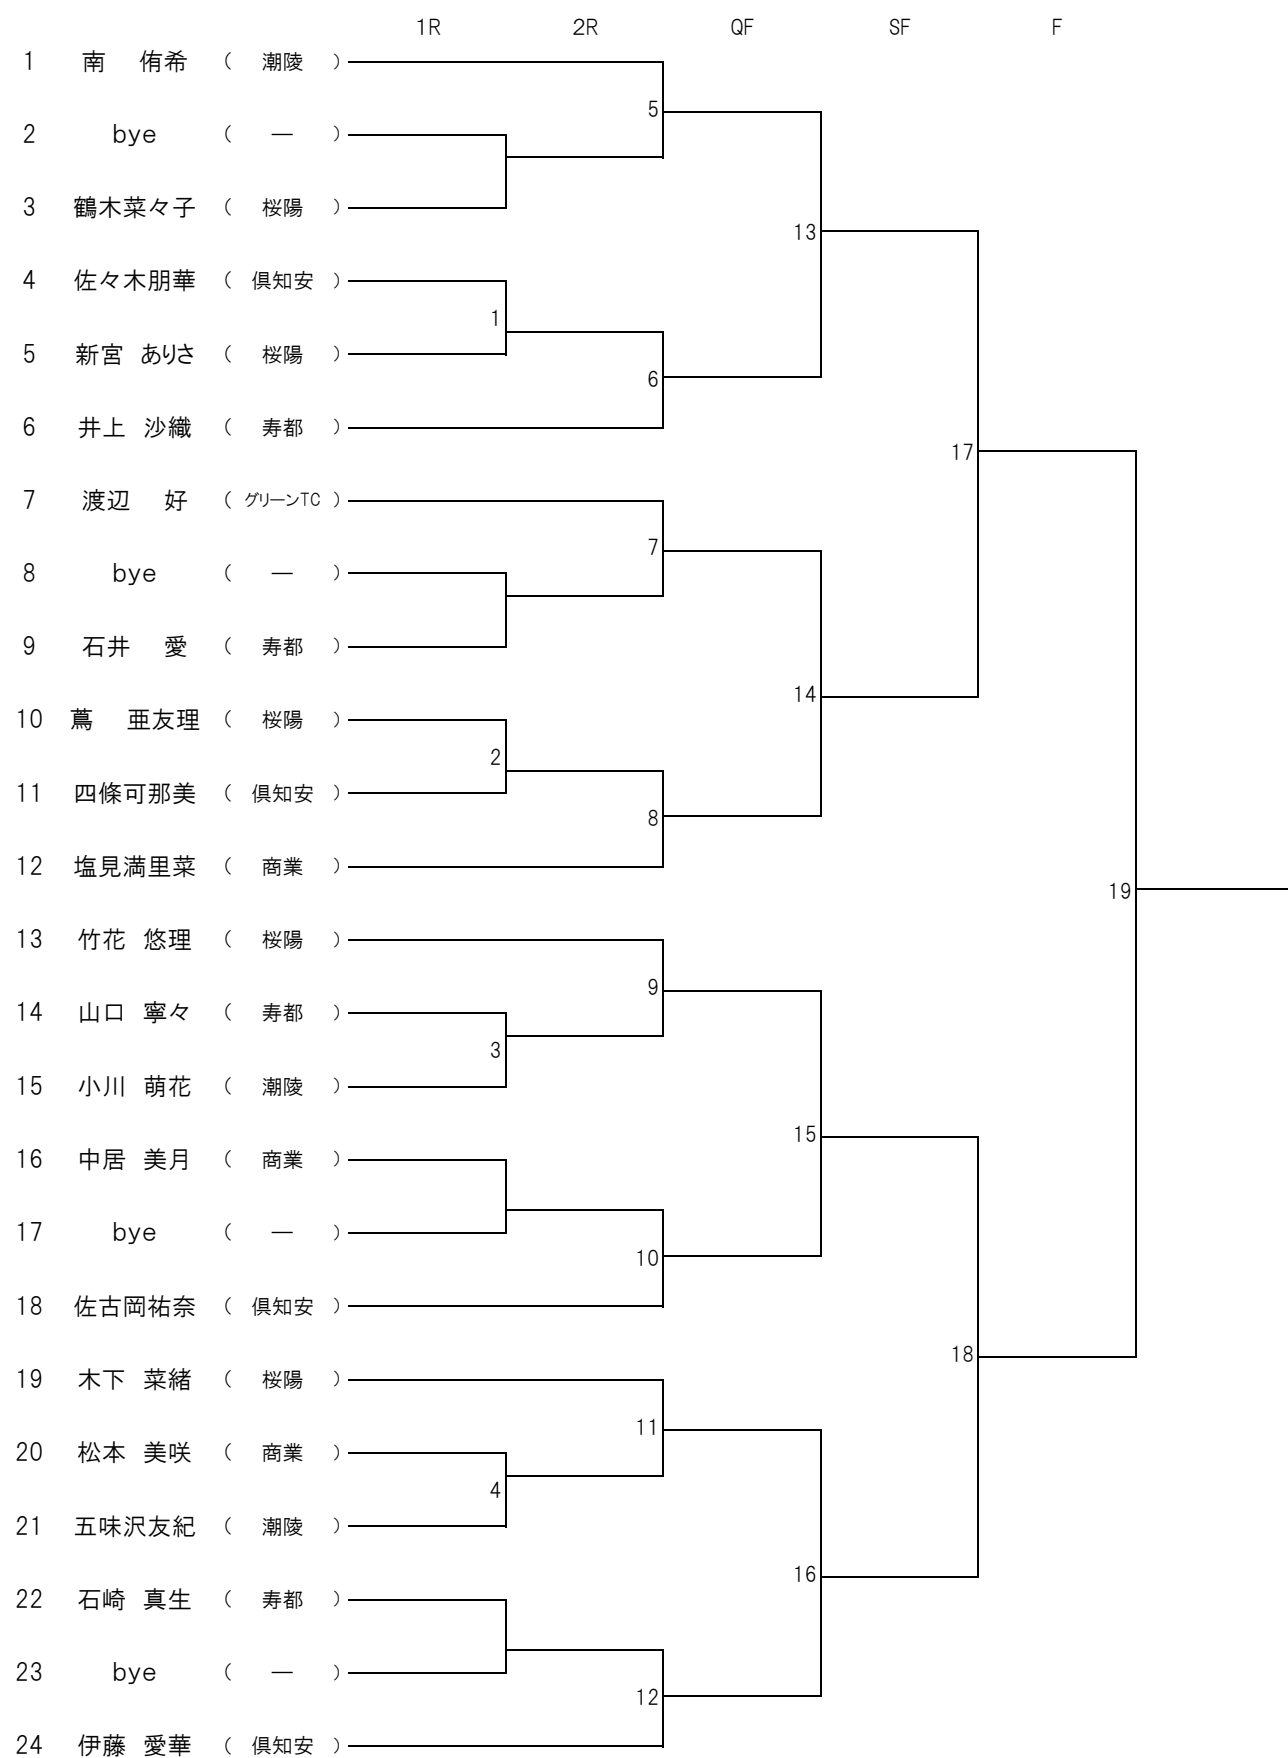 1R 2R QF SF F
1 南 侑希 ( 潮陵 )
5
2 bye ( ― )
3 鶴木菜々子 ( 桜陽 )
13
4 佐々木朋華 ( 倶知安 )
1
5 新宮 ありさ ( 桜陽 )
6
6 井上 沙織 ( 寿都 )
17
7 渡辺 好 ( グリーンTC )
7
8 bye ( ― )
9 石井 愛 ( 寿都 )
14
10 蔦 亜友理 ( 桜陽 )
2
11 四條可那美 ( 倶知安 )
8
12 塩見満里菜 ( 商業 )
19
13 竹花 悠理 ( 桜陽 )
9
14 山口 寧々 ( 寿都 )
3
15 小川 萌花 ( 潮陵 )
15
16 中居 美月 ( 商業 )
17 bye ( ― )
10
18 佐古岡祐奈 ( 倶知安 )
18
19 木下 菜緒 ( 桜陽 )
11
20 松本 美咲 ( 商業 )
4
21 五味沢友紀 ( 潮陵 )
16
22 石崎 真生 ( 寿都 )
23 bye ( ― )
12
24 伊藤 愛華 ( 倶知安 )